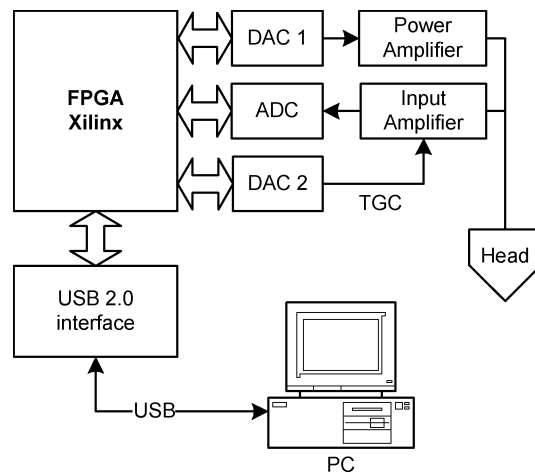 DAC 1
Power
Amplifier
FPGA
Xilinx
ADC
Input
Amplifier
DAC 2
TGC
Head
USB 2.0
interface
USB
PC